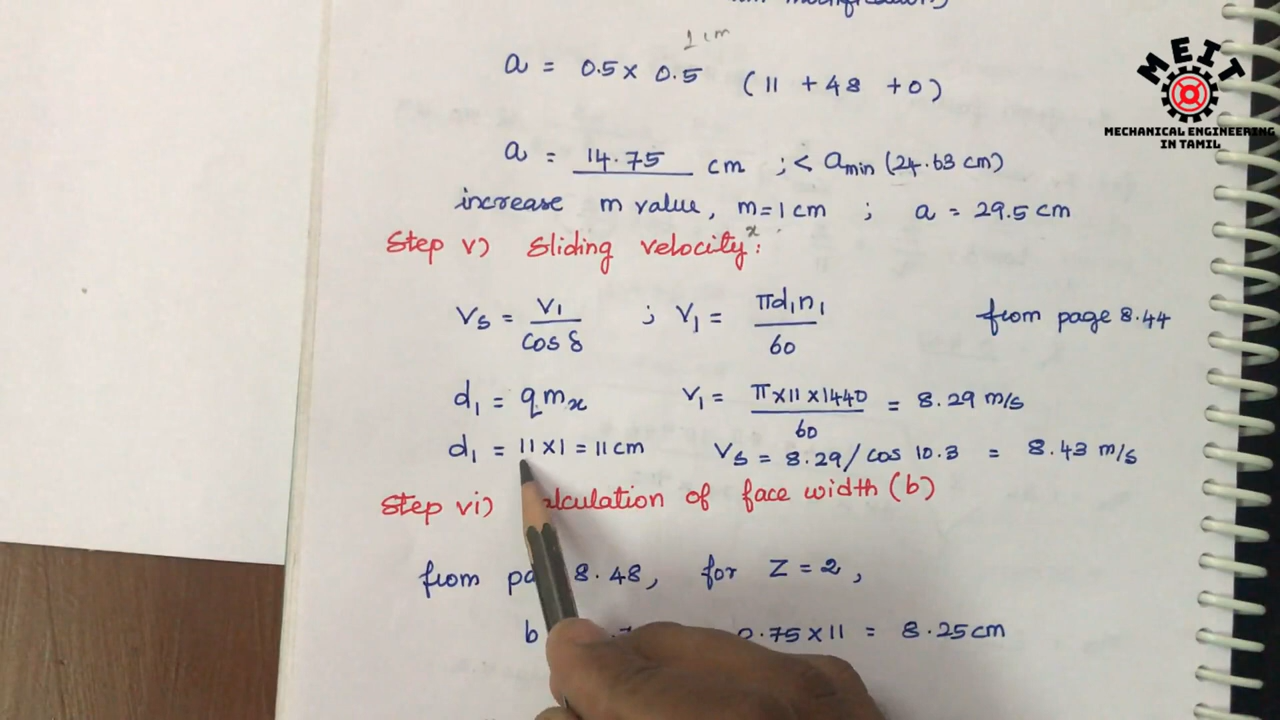 1 cm
a = 0.5 × 0.5 (11 + 48 + 0)
a = 14.75 cm ; < amin (24.63 cm)
increase m value, m = 1 cm ; a = 29.5 cm
x
Step v) Sliding velocity :
Vs = V1 / cos δ ; V1 = πd1n1 / 60 from page 8.44
d1 = qmx V1 = π×11×1440 / 60 = 8.29 m/s
d1 = 11×1 = 11 cm Vs = 8.29/cos 10.3 = 8.43 m/s
Step vi) alculation of face width (b)
from pa 8.48, for Z = 2,
b 0.75×11 = 8.25 cm
MEIT
MECHANICAL ENGINEERING
IN TAMIL